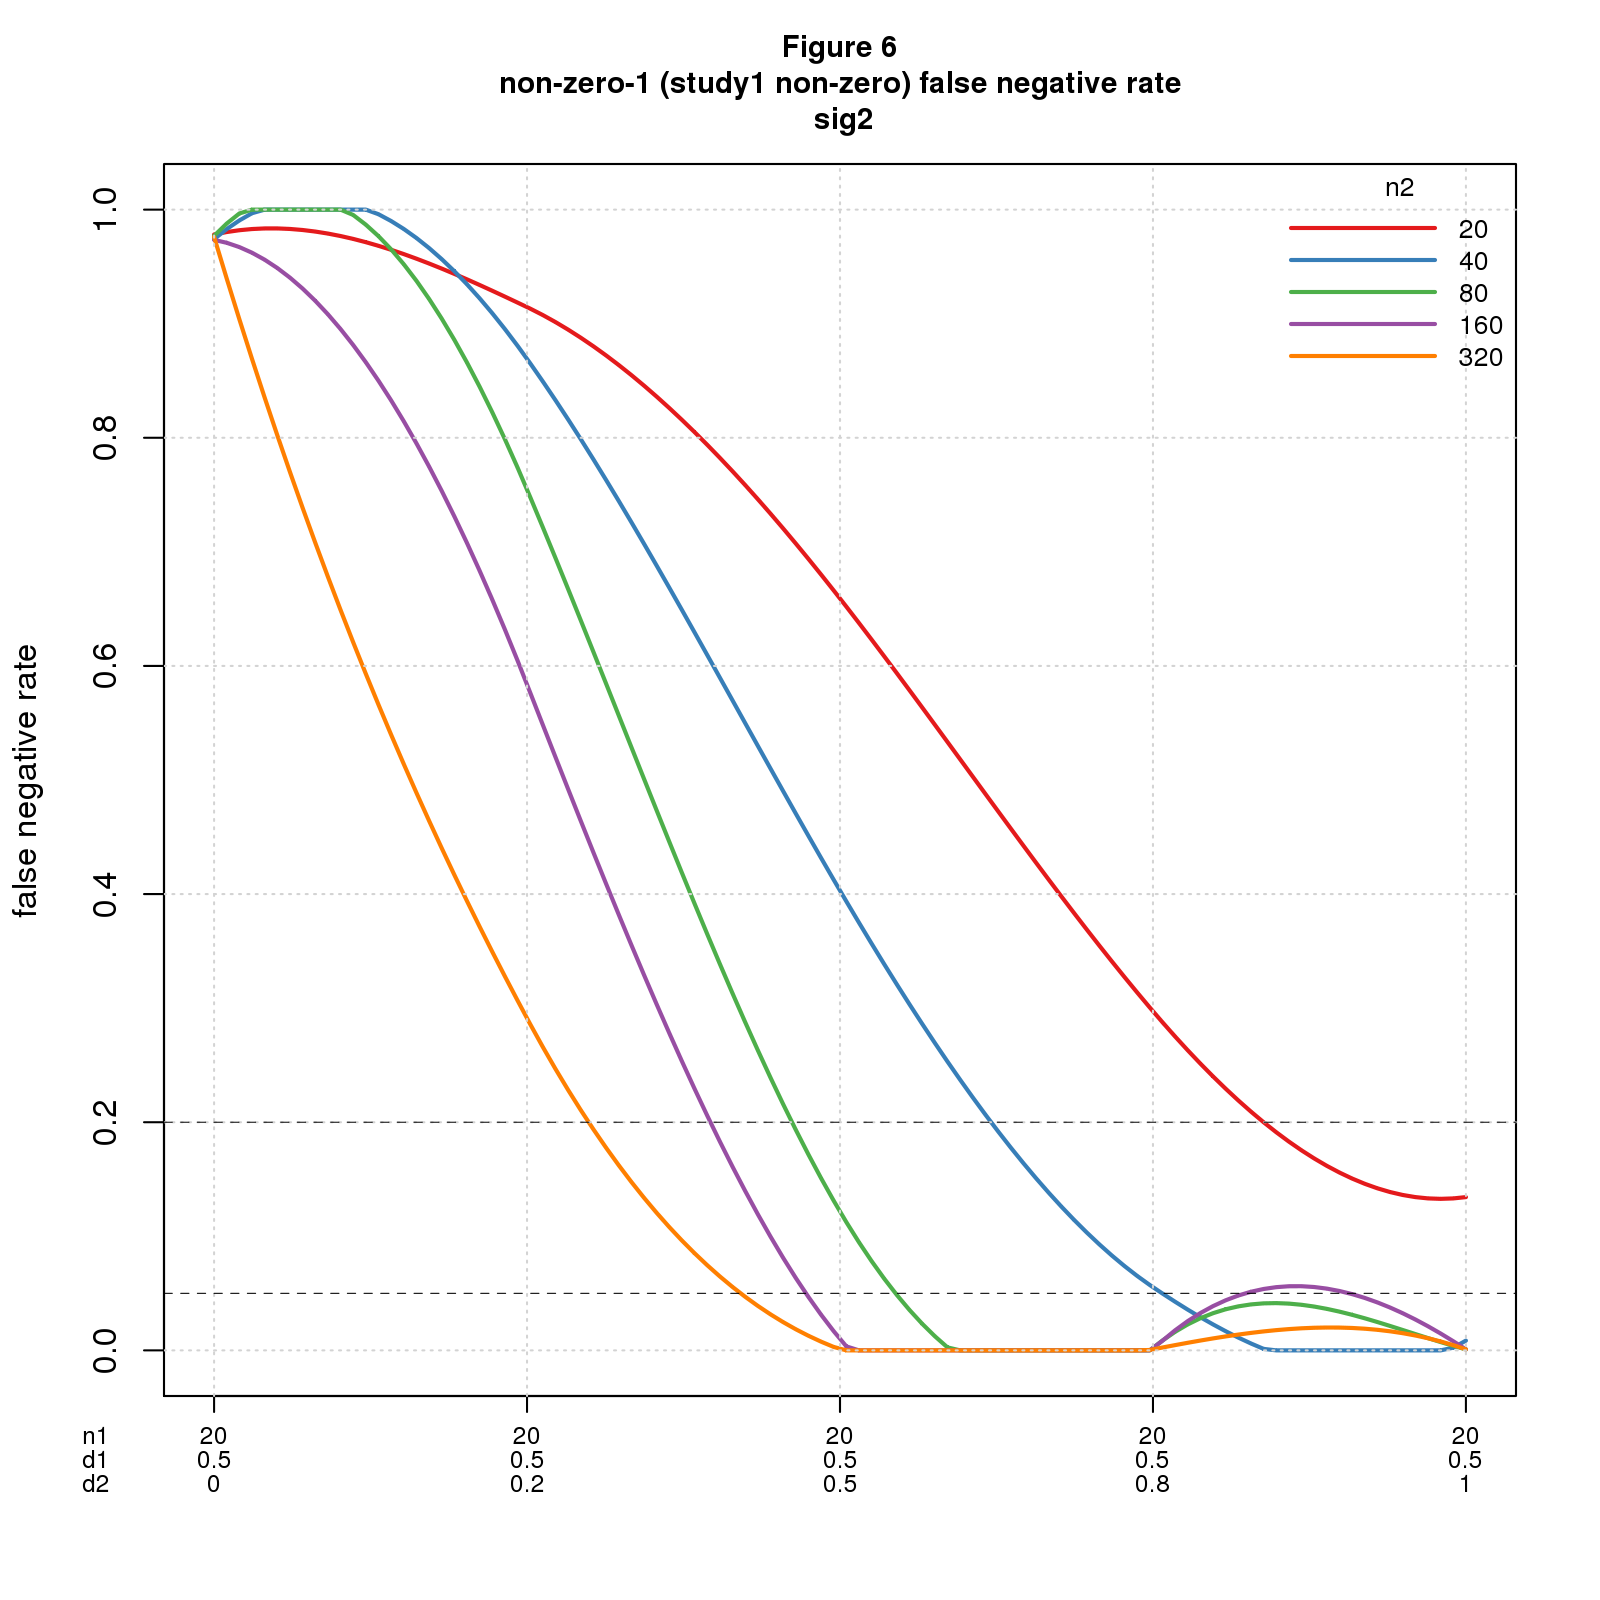 Figure 6
non-zero-1 (study1 non-zero) false negative rate
sig2
n2
20
40
80
160
320
false negative rate
1.0
0.8
0.6
0.4
0.2
0.0
n1 20 20 20 20 20
d1 0.5 0.5 0.5 0.5 0.5
d2 0 0.2 0.5 0.8 1